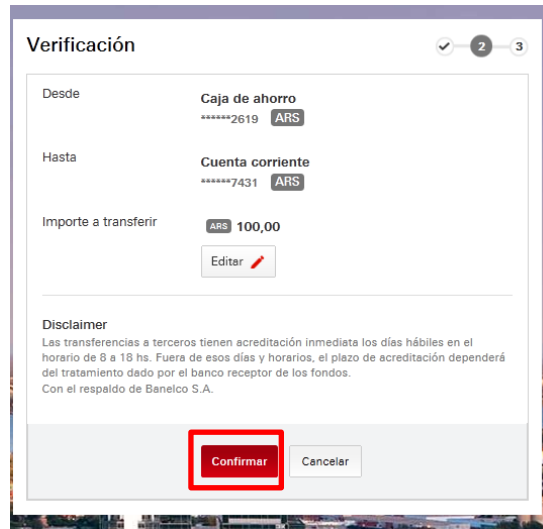 Verificación
2 3
Desde
Caja de ahorro
******2619 ARS
Hasta
Cuenta corriente
******7431 ARS
Importe a transferir
ARS 100,00
Editar
Disclaimer
Las transferencias a terceros tienen acreditación inmediata los días hábiles en el
horario de 8 a 18 hs. Fuera de esos días y horarios, el plazo de acreditación dependerá
del tratamiento dado por el banco receptor de los fondos.
Con el respaldo de Banelco S.A.
Confirmar Cancelar